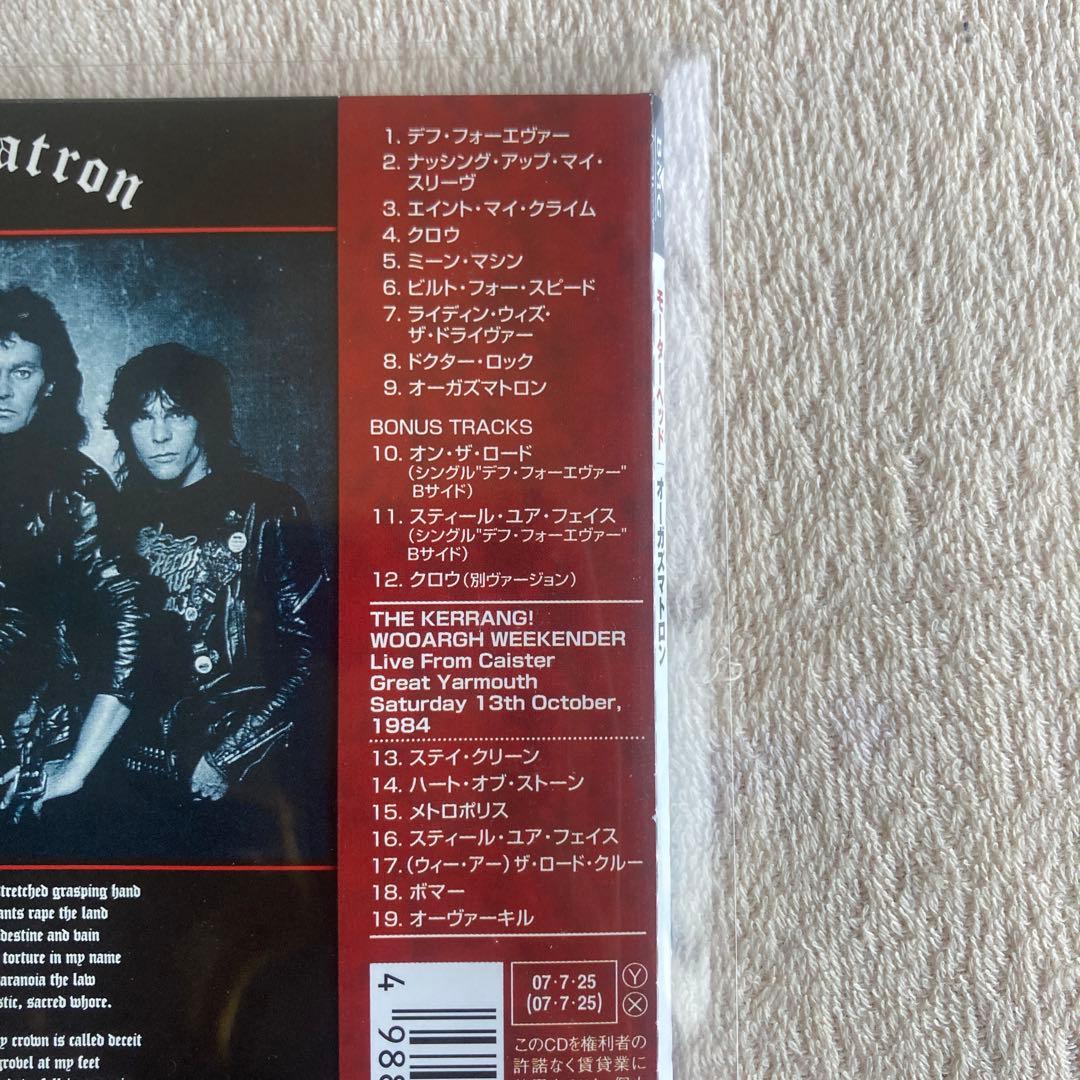 atron
1. デフ・フォーエヴァー
2. ナッシング・アップ・マイ・
スリーヴ
3. エイント・マイ・クライム
4. クロウ
5. ミーン・マシン
6. ビルト・フォー・スピード
7. ライディン・ウィズ・
ザ・ドライヴァー
8. ドクター・ロック
9. オーガズマトロン
BONUS TRACKS
10. オン・ザ・ロード
(シングル"デフ・フォーエヴァー"
Bサイド)
11. スティール・ユア・フェイス
(シングル"デフ・フォーエヴァー"
Bサイド)
12. クロウ(別ヴァージョン)
THE KERRANG!
WOOARGH WEEKENDER
Live From Caister
Great Yarmouth
Saturday 13th October,
1984
13. ステイ・クリーン
14. ハート・オブ・ストーン
15. メトロポリス
16. スティール・ユア・フェイス
17. (ウィー・アー)ザ・ロード・クルー
18. ボマー
19. オーヴァーキル
モーターヘッド / オーガズマトロン
stretched grasping hand
ants rape the land
destine and vain
torture in my name
aranoia the law
stic, sacred whore.
y crown is called deceit
grovel at my feet
4 988
07・7・25
(07・7・25)
Y
X
このCDを権利者の
許諾なく賃貸業に